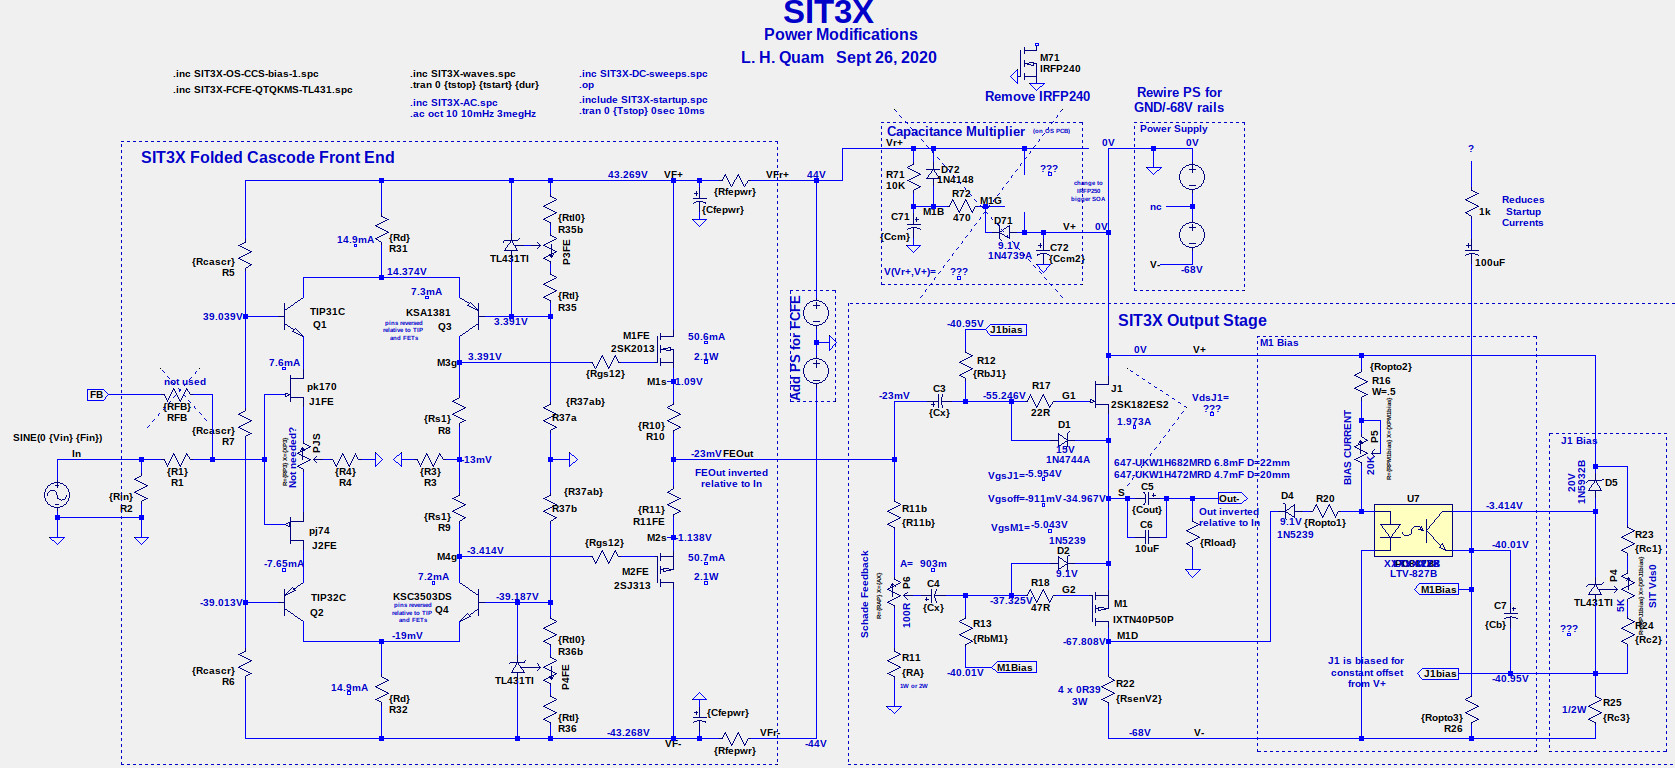 SIT3X
Power Modifications
L. H. Quam Sept 26, 2020
.inc SIT3X-OS-CCS-bias-1.spc
.inc SIT3X-FCFE-QTQKMS-TL431.spc
.inc SIT3X-waves.spc
.tran 0 {tstop} {tstart} {dur}
.inc SIT3X-AC.spc
.ac oct 10 10mHz 3megHz
.inc SIT3X-DC-sweeps.spc
.op
.include SIT3X-startup.spc
.tran 0 {Tstop} 0sec 10ms
M71
IRFP240
Remove IRFP240
Rewire PS for
GND/-68V rails
Capacitance Multiplier
(on OS PCB)
Vr+
R71
10K
D72
1N4148
R72
470
M1B
M1G
C71
{Ccm}
D71
9.1V
1N4739A
C72
{Ccm2}
V+
0V
0V
???
change to
IRFP250
bigger SOA
V(Vr+,V+)=
???
Power Supply
0V
nc
V-
-68V
?
1k
100uF
Reduces
Startup
Currents
SIT3X Folded Cascode Front End
43.269V
VF+
VFr+
44V
{Rfepwr}
{Cfepwr}
14.9mA
{Rd}
R31
{Rtl0}
R35b
P3FE
TL431TI
{Rtl}
R35
{Rcascr}
R5
14.374V
7.3mA
39.039V
TIP31C
Q1
KSA1381
Q3
pins reversed
relative to TIP
and FETs
3.391V
M3g
3.391V
{Rgs12}
M1FE
2SK2013
50.6mA
2.1W
M1s
1.09V
7.6mA
pk170
J1FE
not used
FB
{RFB}
RFB
{Rcascr}
R7
SINE(0 {Vin} {Fin})
In
{R1}
R1
{Rin}
R2
PJS
Not needed?
{R4}
R4
{R3}
R3
13mV
{Rs1}
R8
{R37ab}
R37a
{R10}
R10
-23mV
FEOut
FEOut inverted
relative to In
{R37ab}
R37b
{R11}
R11FE
{Rs1}
R9
M2s
-1.138V
pj74
J2FE
M4g
-3.414V
{Rgs12}
M2FE
2SJ313
50.7mA
2.1W
-7.65mA
7.2mA
-39.013V
TIP32C
Q2
KSC3503DS
Q4
pins reversed
relative to TIP
and FETs
-39.187V
-19mV
{Rtl0}
R36b
P4FE
TL431TI
{Rtl}
R36
{Rcascr}
R6
14.9mA
{Rd}
R32
{Cfepwr}
{Rfepwr}
-43.268V
VF-
VFr-
-44V
Add PS for FCFE
SIT3X Output Stage
0V
V+
-40.95V
J1bias
R12
{RbJ1}
-23mV
C3
{Cx}
-55.246V
R17
22R
G1
J1
2SK182ES2
1.973A
VdsJ1=
???
D1
15V
1N4744A
VgsJ1=
-5.954V
647-UKW1H682MRD 6.8mF D=22mm
647-UKW1H472MRD 4.7mF D=20mm
Vgsoff=
-911mV
-34.967V
S
C5
{Cout}
C6
10uF
Out-
Out inverted
relative to In
{Rload}
VgsM1=
-5.043V
1N5239
D2
9.1V
R11b
{R11b}
Schade Feedback
A=
903m
P6
100R
C4
{Cx}
-37.325V
R18
47R
G2
M1
IXTN40P50P
R13
{RbM1}
-40.01V
M1Bias
R11
{RA}
1W or 2W
-67.808V
M1D
4 x 0R39
3W
R22
{RsenV2}
-68V
V-
M1 Bias
{Ropto2}
R16
W=.5
BIAS CURRENT
P5
20K
D4
9.1V
1N5239
R20
{Ropto1}
U7
LTV-827B
-3.414V
-40.01V
M1Bias
C7
{Cb}
J1bias
-40.95V
J1 is biased for
constant offset
from V+
{Ropto3}
R26
J1 Bias
20V
1N5932B
D5
R23
{Rc1}
P4
5K
SIT Vds0
TL431TI
???
R24
{Rc2}
1/2W
R25
{Rc3}